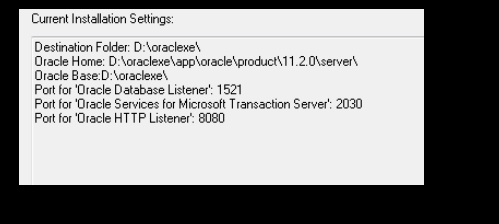 Current Installation Settings:
Destination Folder: D:\oraclexe\
Oracle Home: D:\oraclexe\app\oracle\product\11.2.0\server\
Oracle Base:D:\oraclexe\
Port for 'Oracle Database Listener': 1521
Port for 'Oracle Services for Microsoft Transaction Server': 2030
Port for 'Oracle HTTP Listener': 8080